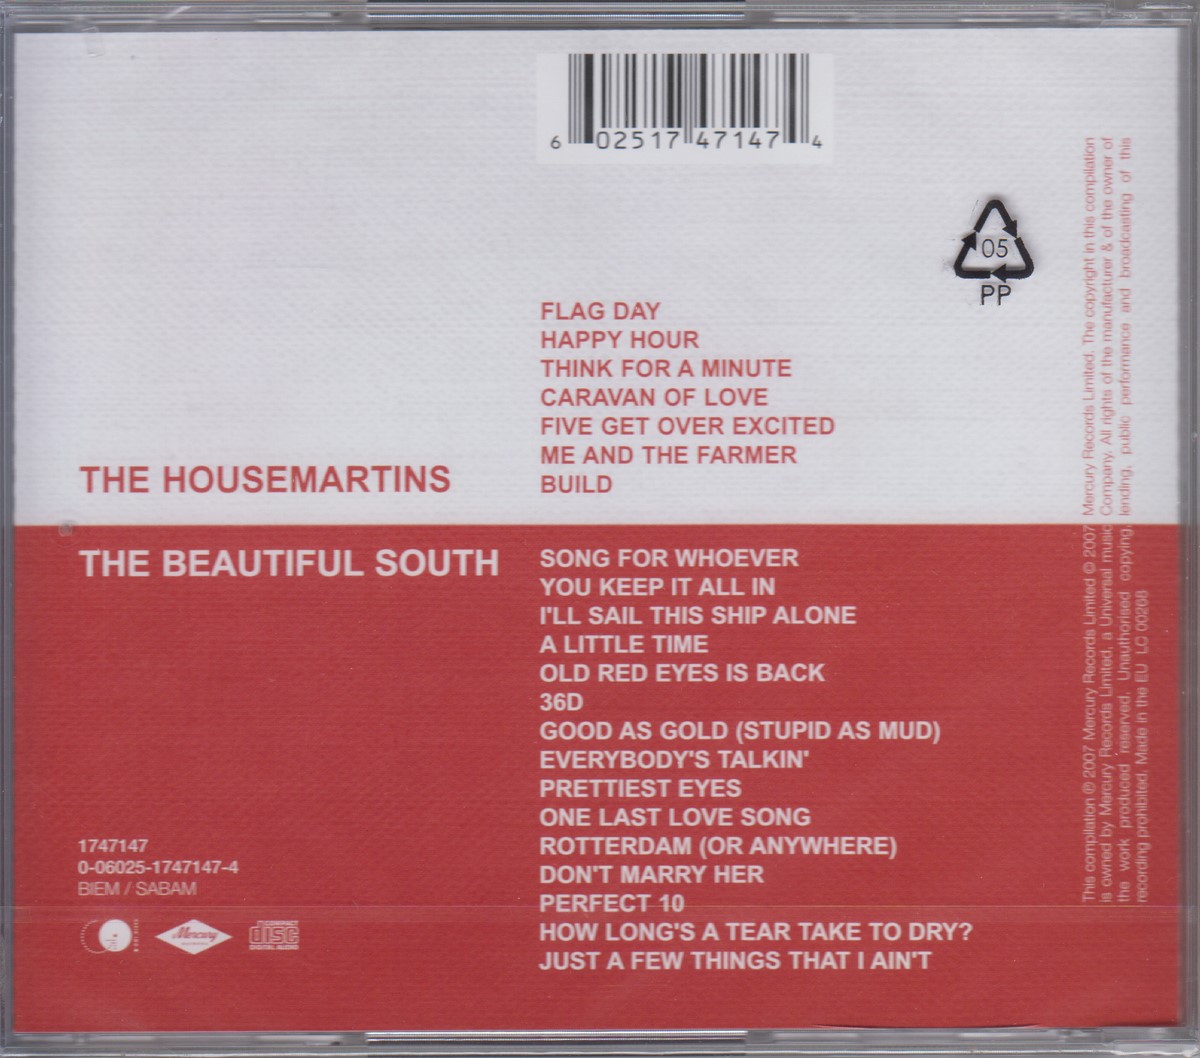 6 02517 47147 4
05
PP
FLAG DAY
HAPPY HOUR
THINK FOR A MINUTE
CARAVAN OF LOVE
FIVE GET OVER EXCITED
ME AND THE FARMER
BUILD
THE HOUSEMARTINS
THE BEAUTIFUL SOUTH
SONG FOR WHOEVER
YOU KEEP IT ALL IN
I'LL SAIL THIS SHIP ALONE
A LITTLE TIME
OLD RED EYES IS BACK
36D
GOOD AS GOLD (STUPID AS MUD)
EVERYBODY'S TALKIN'
PRETTIEST EYES
ONE LAST LOVE SONG
ROTTERDAM (OR ANYWHERE)
DON'T MARRY HER
PERFECT 10
HOW LONG'S A TEAR TAKE TO DRY?
JUST A FEW THINGS THAT I AIN'T
1747147
0-06025-1747147-4
BIEM / SABAM
Mercury
COMPACT
disc
DIGITAL AUDIO
This compilation ℗ 2007 Mercury Records Limited © 2007 Mercury Records Limited. The copyright in this compilation
is owned by Mercury Records Limited, a Universal music Company. All rights of the manufacturer & of the owner of
the work produced reserved. Unauthorised copying, lending, public performance and broadcasting of this
recording prohibited. Made in the EU LC 00268